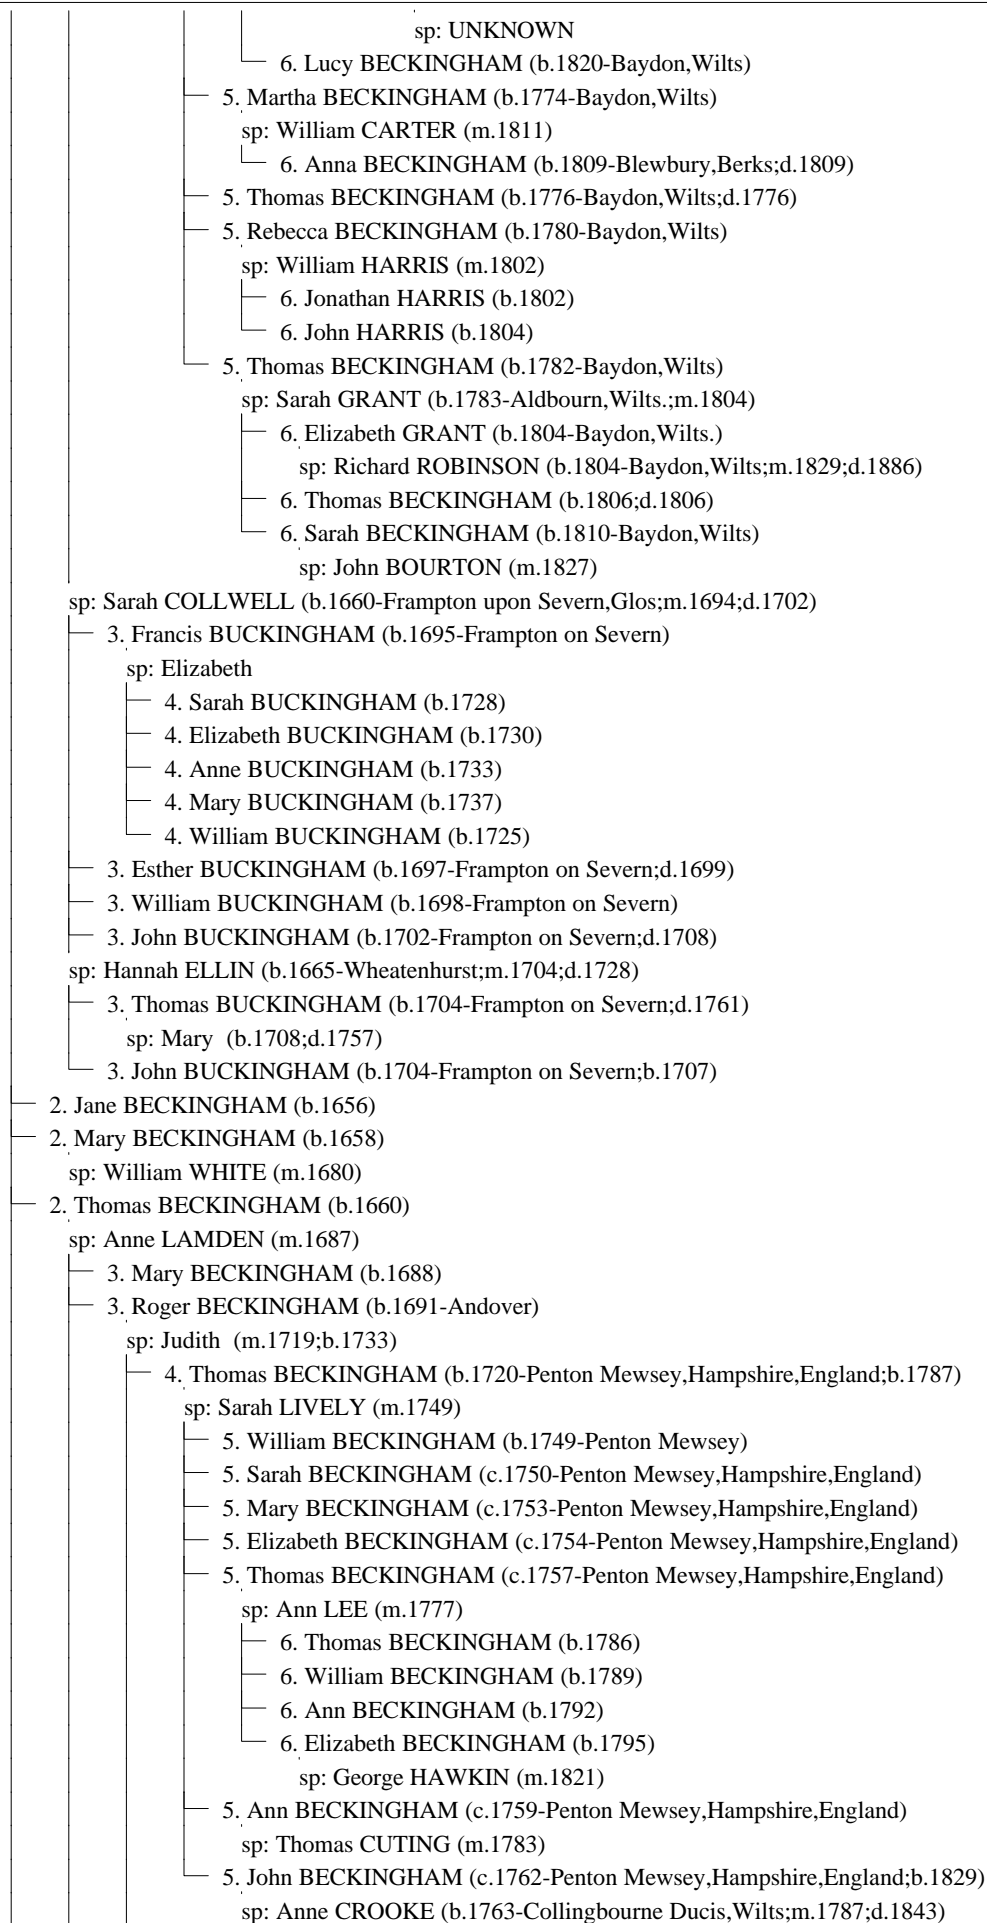 sp: UNKNOWN
6. Lucy BECKINGHAM (b.1820-Baydon,Wilts)
5. Martha BECKINGHAM (b.1774-Baydon,Wilts)
sp: William CARTER (m.1811)
6. Anna BECKINGHAM (b.1809-Blewbury,Berks;d.1809)
5. Thomas BECKINGHAM (b.1776-Baydon,Wilts;d.1776)
5. Rebecca BECKINGHAM (b.1780-Baydon,Wilts)
sp: William HARRIS (m.1802)
6. Jonathan HARRIS (b.1802)
6. John HARRIS (b.1804)
5. Thomas BECKINGHAM (b.1782-Baydon,Wilts)
sp: Sarah GRANT (b.1783-Aldbourn,Wilts.;m.1804)
6. Elizabeth GRANT (b.1804-Baydon,Wilts.)
sp: Richard ROBINSON (b.1804-Baydon,Wilts;m.1829;d.1886)
6. Thomas BECKINGHAM (b.1806;d.1806)
6. Sarah BECKINGHAM (b.1810-Baydon,Wilts)
sp: John BOURTON (m.1827)
sp: Sarah COLLWELL (b.1660-Frampton upon Severn,Glos;m.1694;d.1702)
3. Francis BUCKINGHAM (b.1695-Frampton on Severn)
sp: Elizabeth
4. Sarah BUCKINGHAM (b.1728)
4. Elizabeth BUCKINGHAM (b.1730)
4. Anne BUCKINGHAM (b.1733)
4. Mary BUCKINGHAM (b.1737)
4. William BUCKINGHAM (b.1725)
3. Esther BUCKINGHAM (b.1697-Frampton on Severn;d.1699)
3. William BUCKINGHAM (b.1698-Frampton on Severn)
3. John BUCKINGHAM (b.1702-Frampton on Severn;d.1708)
sp: Hannah ELLIN (b.1665-Wheatenhurst;m.1704;d.1728)
3. Thomas BUCKINGHAM (b.1704-Frampton on Severn;d.1761)
sp: Mary (b.1708;d.1757)
3. John BUCKINGHAM (b.1704-Frampton on Severn;b.1707)
2. Jane BECKINGHAM (b.1656)
2. Mary BECKINGHAM (b.1658)
sp: William WHITE (m.1680)
2. Thomas BECKINGHAM (b.1660)
sp: Anne LAMDEN (m.1687)
3. Mary BECKINGHAM (b.1688)
3. Roger BECKINGHAM (b.1691-Andover)
sp: Judith (m.1719;b.1733)
4. Thomas BECKINGHAM (b.1720-Penton Mewsey,Hampshire,England;b.1787)
sp: Sarah LIVELY (m.1749)
5. William BECKINGHAM (b.1749-Penton Mewsey)
5. Sarah BECKINGHAM (c.1750-Penton Mewsey,Hampshire,England)
5. Mary BECKINGHAM (c.1753-Penton Mewsey,Hampshire,England)
5. Elizabeth BECKINGHAM (c.1754-Penton Mewsey,Hampshire,England)
5. Thomas BECKINGHAM (c.1757-Penton Mewsey,Hampshire,England)
sp: Ann LEE (m.1777)
6. Thomas BECKINGHAM (b.1786)
6. William BECKINGHAM (b.1789)
6. Ann BECKINGHAM (b.1792)
6. Elizabeth BECKINGHAM (b.1795)
sp: George HAWKIN (m.1821)
5. Ann BECKINGHAM (c.1759-Penton Mewsey,Hampshire,England)
sp: Thomas CUTING (m.1783)
5. John BECKINGHAM (c.1762-Penton Mewsey,Hampshire,England;b.1829)
sp: Anne CROOKE (b.1763-Collingbourne Ducis,Wilts;m.1787;d.1843)